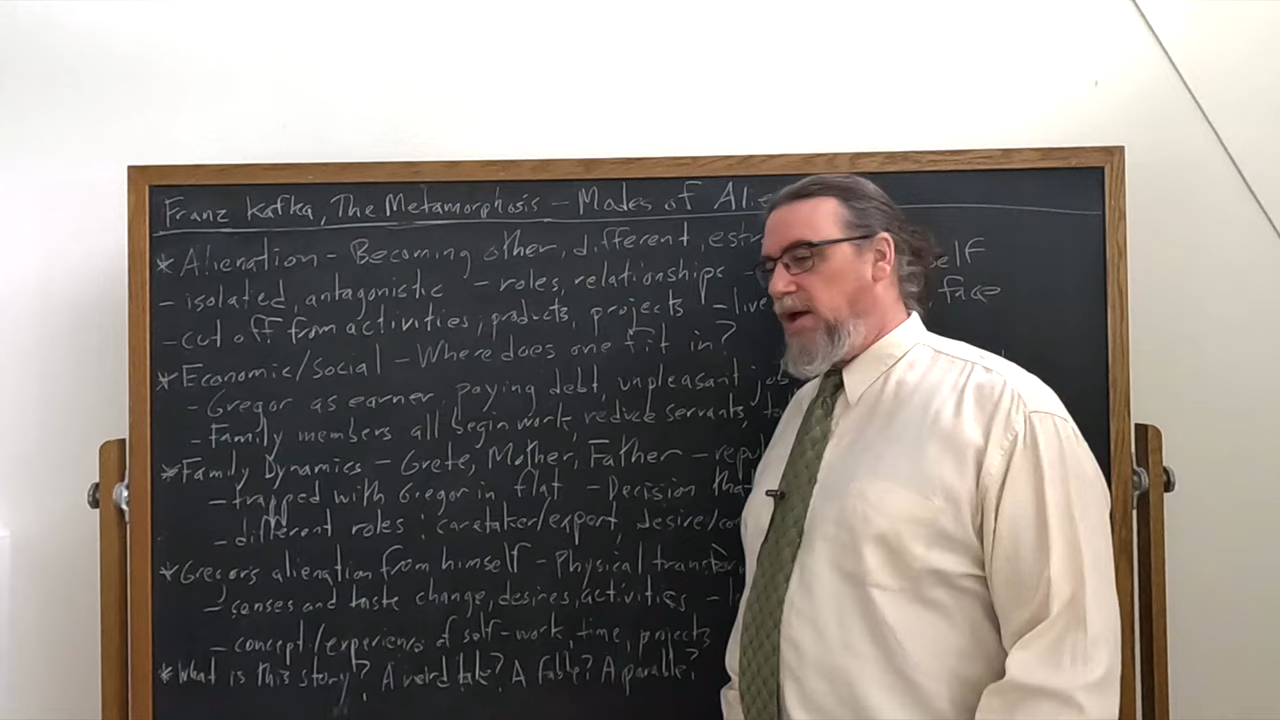 Franz Kafka, The Metamorphosis - Modes of Alie
* Alienation - Becoming other, different, estr self
- isolated, antagonistic - roles, relationships - , face
- cut off from activities, products, projects - live
* Economic/Social - Where does one fit in?
- Gregor as earner, paying debt, unpleasant job
- Family members all begin work, reduce servants,
* Family Dynamics - Grete, Mother, Father - repu
- trapped with Gregor in flat - Decision that
- different roles: caretaker/expert, desire/co
* Gregor's alienation from himself - Physical transfor
- senses and taste change, desires, activities - l
- concept/experience of self-work, time, projects
* What is this story? A weird tale? A fable? A parable?